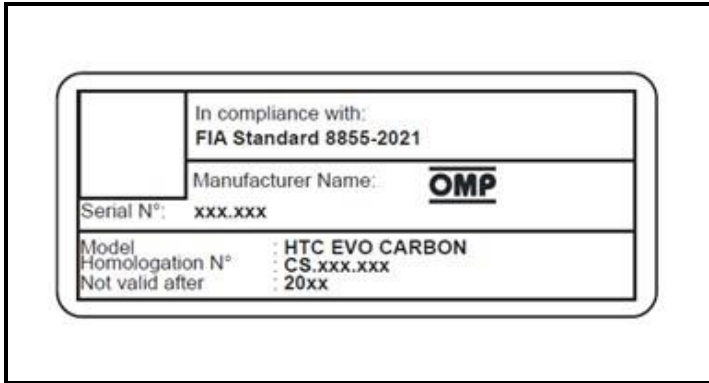 In compliance with:
FIA Standard 8855-2021
Manufacturer Name: OMP
Serial N°: xxx.xxx
Model : HTC EVO CARBON
Homologation N° : CS.xxx.xxx
Not valid after : 20xx